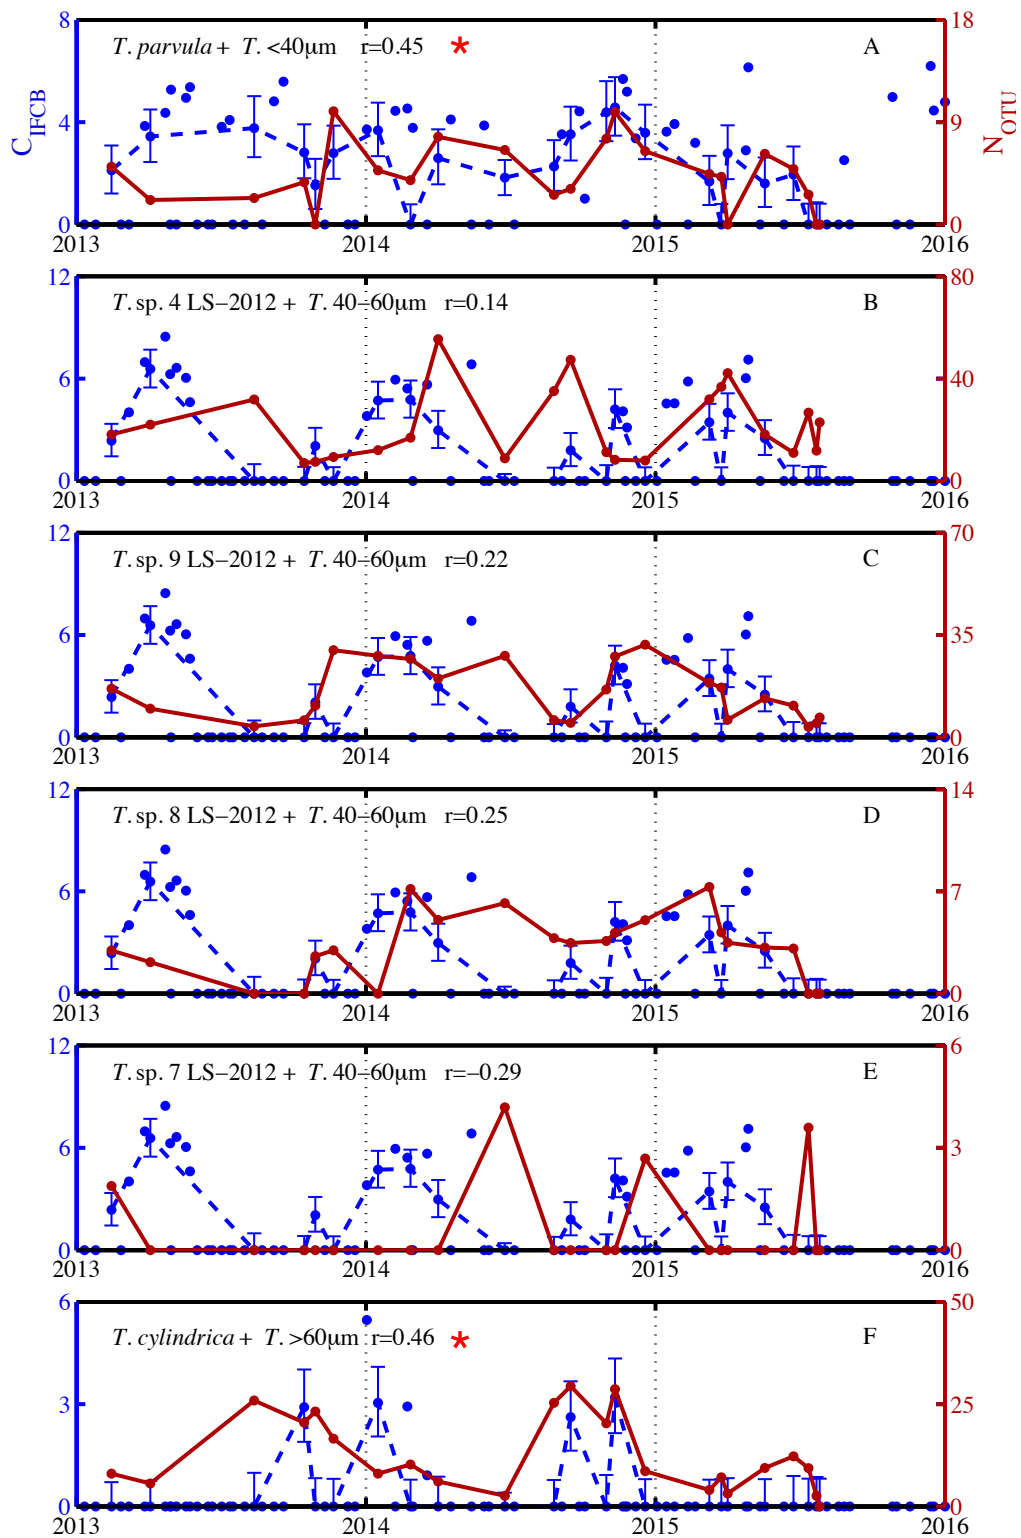 8 18
T. parvula + T. <40µm r=0.45 * A
C_IFCB 4 9 N_OTU
0 0
2013 2014 2015 2016
12 80
T. sp. 4 LS−2012 + T. 40−60µm r=0.14 B
6 40
0 0
2013 2014 2015 2016
12 70
T. sp. 9 LS−2012 + T. 40−60µm r=0.22 C
6 35
0 0
2013 2014 2015 2016
12 14
T. sp. 8 LS−2012 + T. 40−60µm r=0.25 D
6 7
0 0
2013 2014 2015 2016
12 6
T. sp. 7 LS−2012 + T. 40−60µm r=−0.29 E
6 3
0 0
2013 2014 2015 2016
6 50
T. cylindrica + T. >60µm r=0.46 * F
3 25
0 0
2013 2014 2015 2016